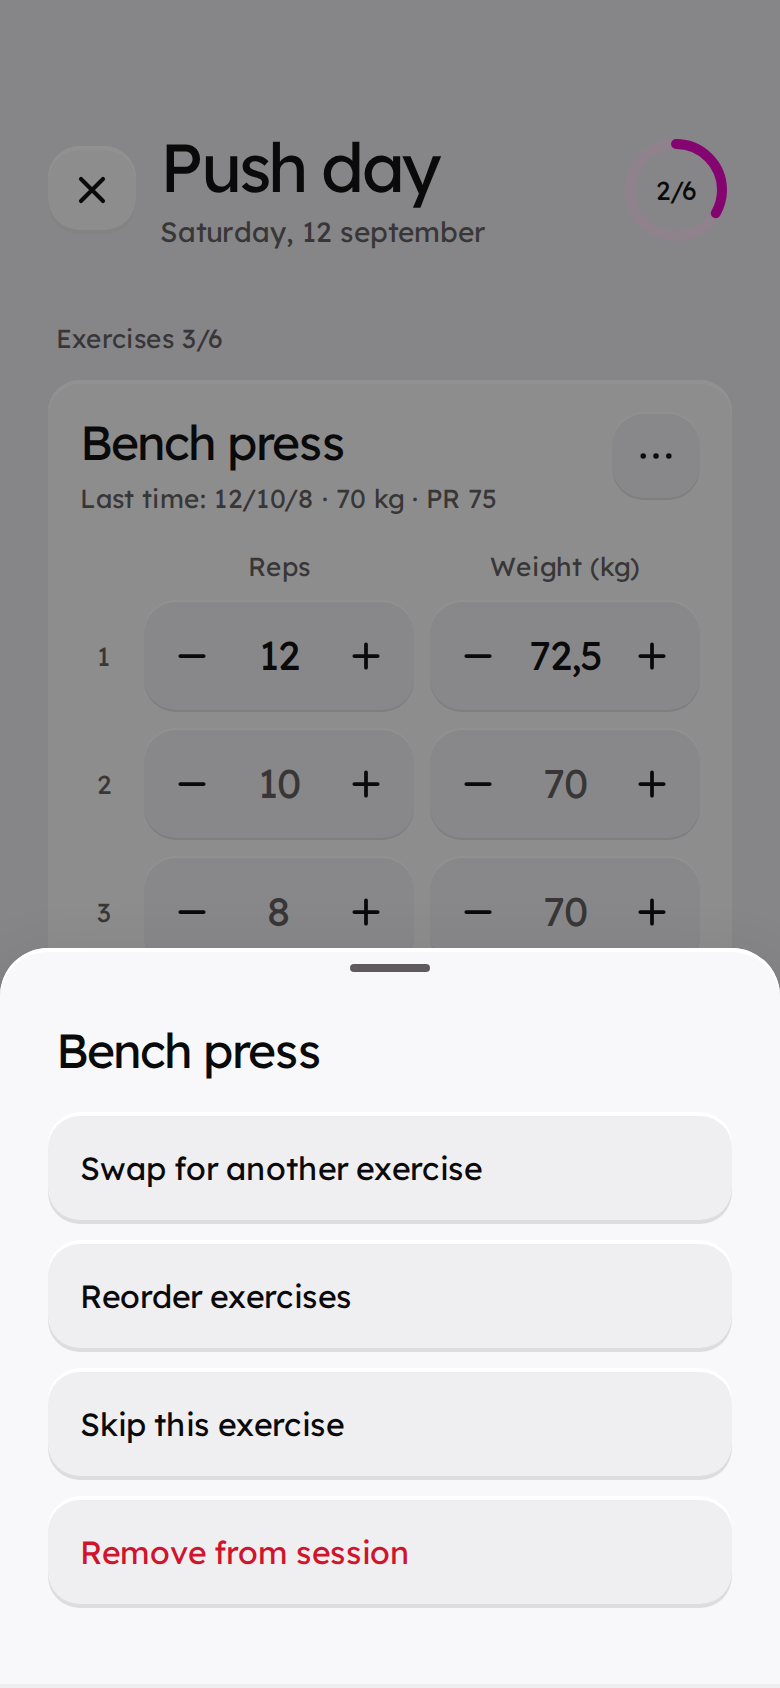 Push day
Saturday, 12 september
2/6
Exercises 3/6
Bench press
...
Last time: 12/10/8 · 70 kg · PR 75
Reps Weight (kg)
1 − 12 + − 72,5 +
2 − 10 + − 70 +
3 − 8 + − 70 +
Bench press
Swap for another exercise
Reorder exercises
Skip this exercise
Remove from session